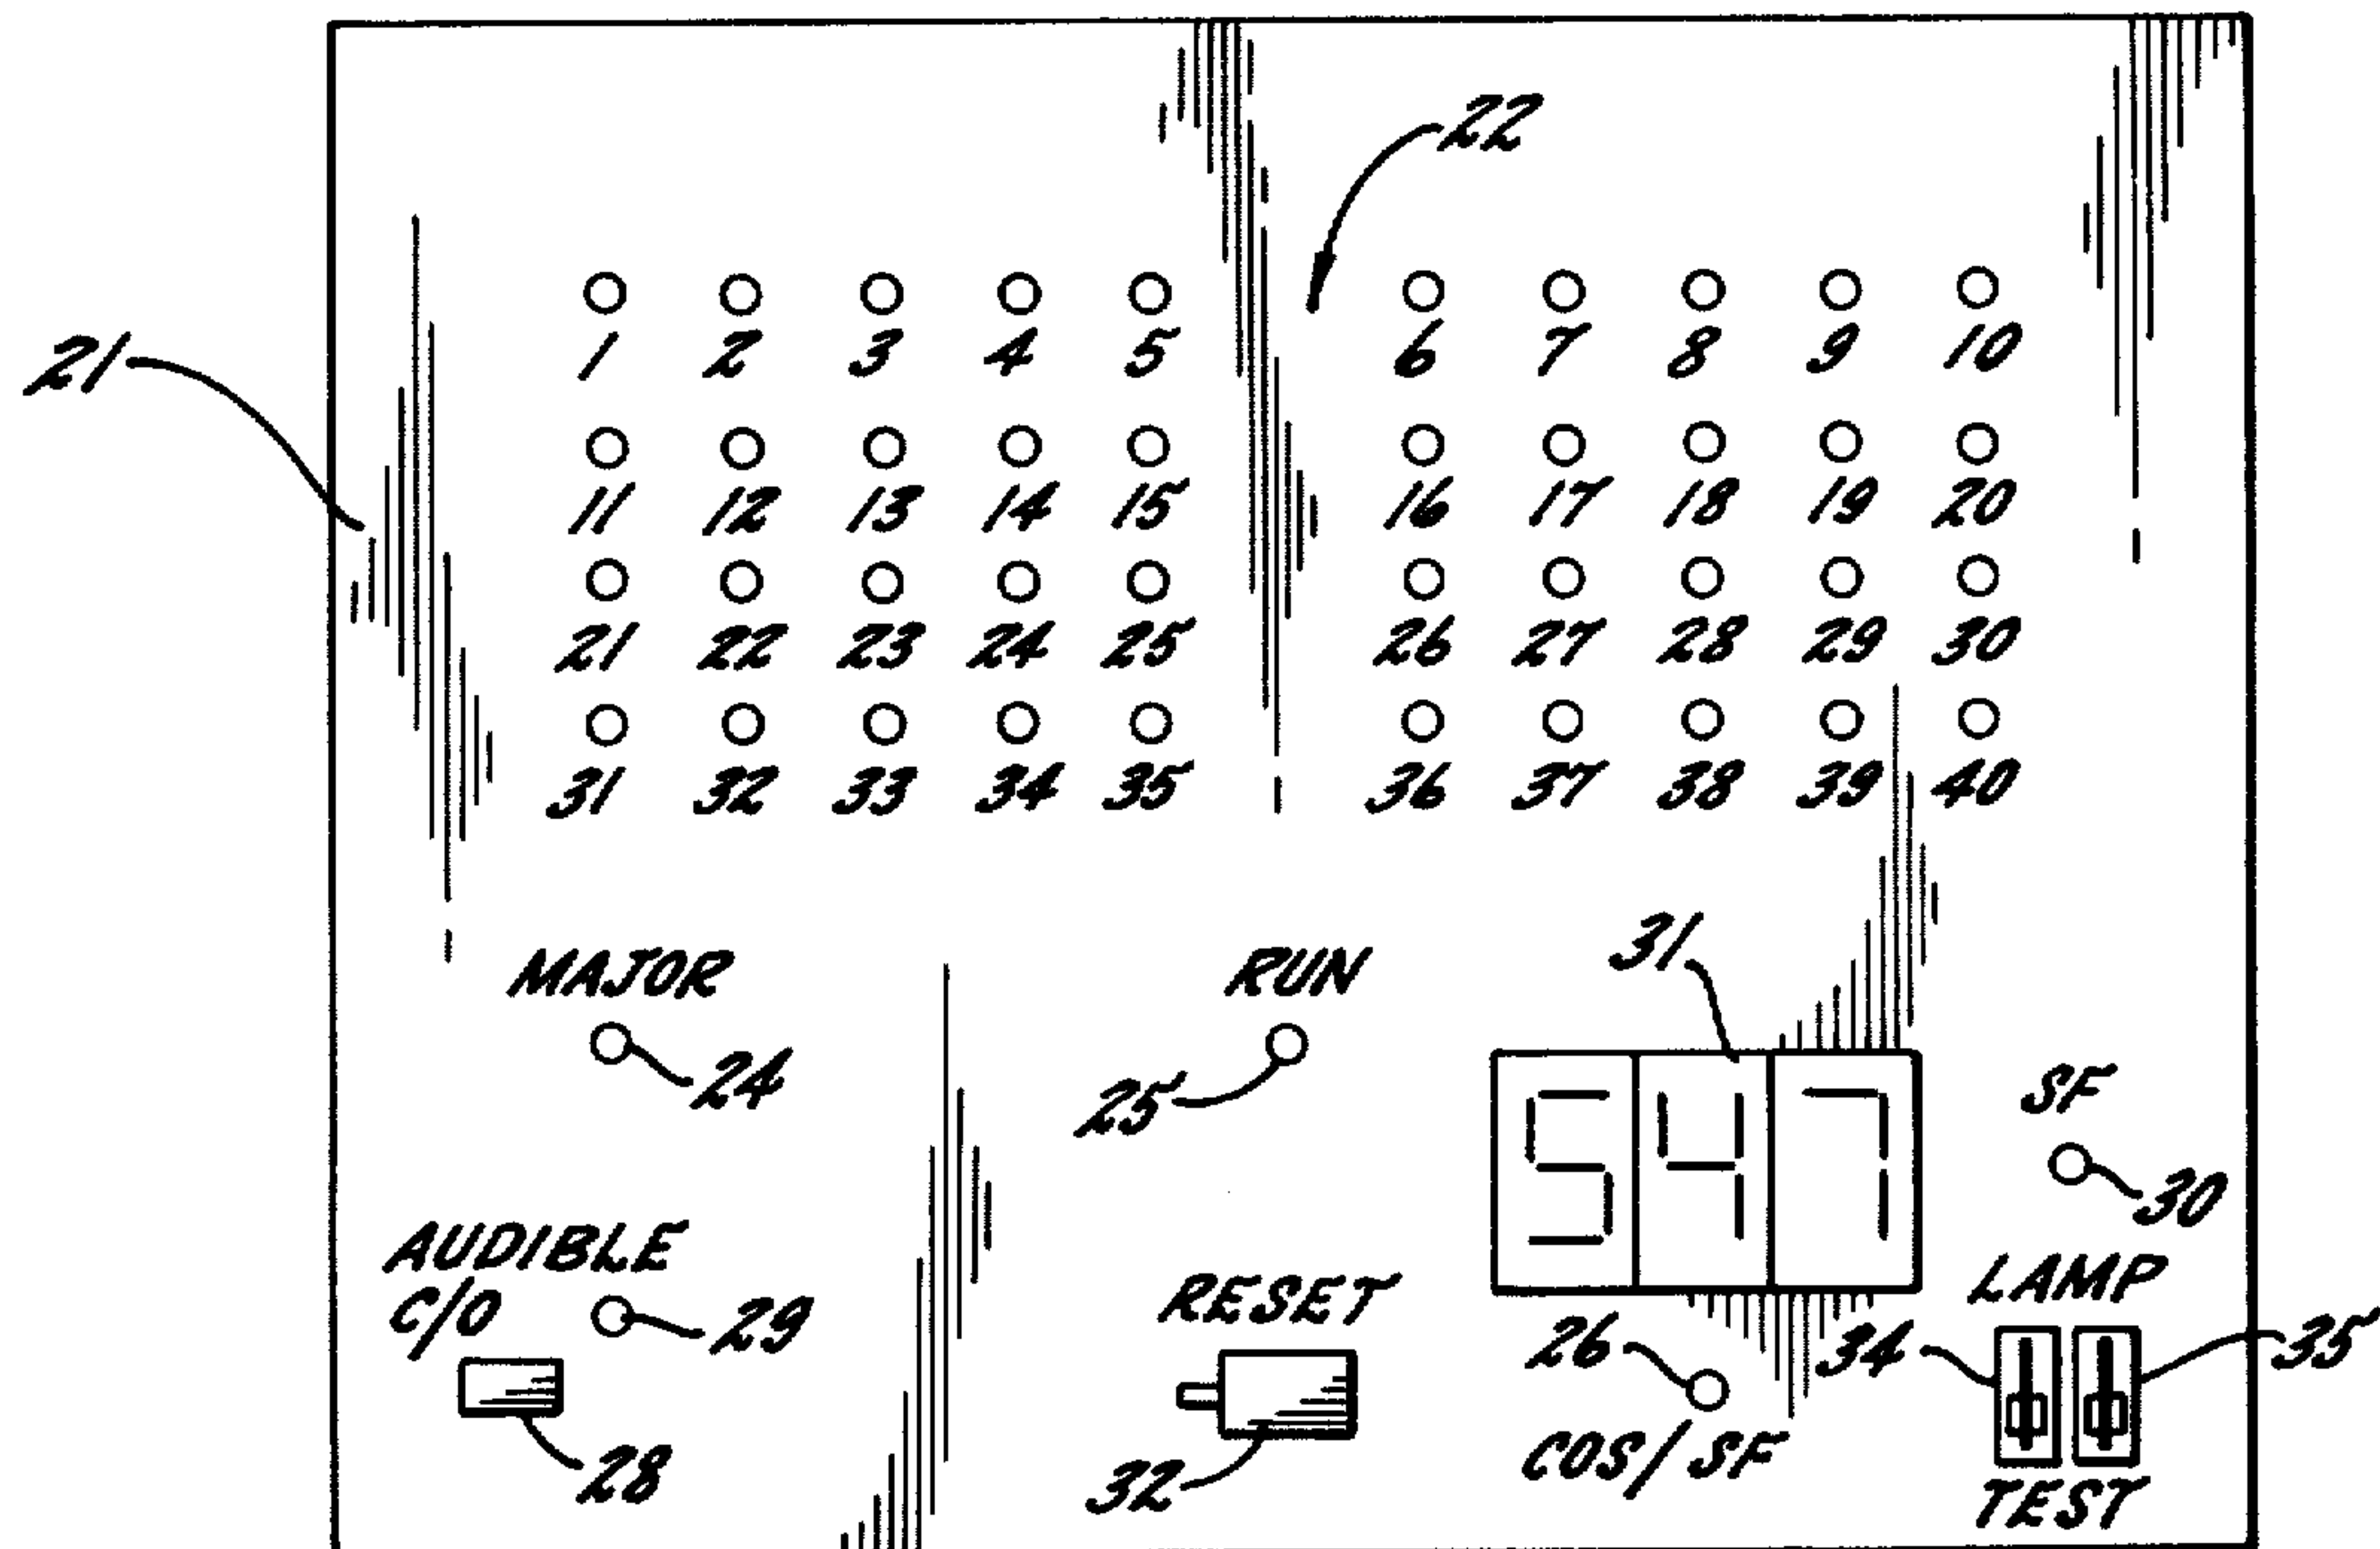 22
1 2 3 4 5 6 7 8 9 10
21
11 12 13 14 15 16 17 18 19 20
21 22 23 24 25 26 27 28 29 30
31 32 33 34 35 36 37 38 39 40
MAJOR
24
RUN
25
31
547
SF
30
AUDIBLE
C/O
29
28
RESET
32
26
COS/SF
LAMP
34
35
TEST